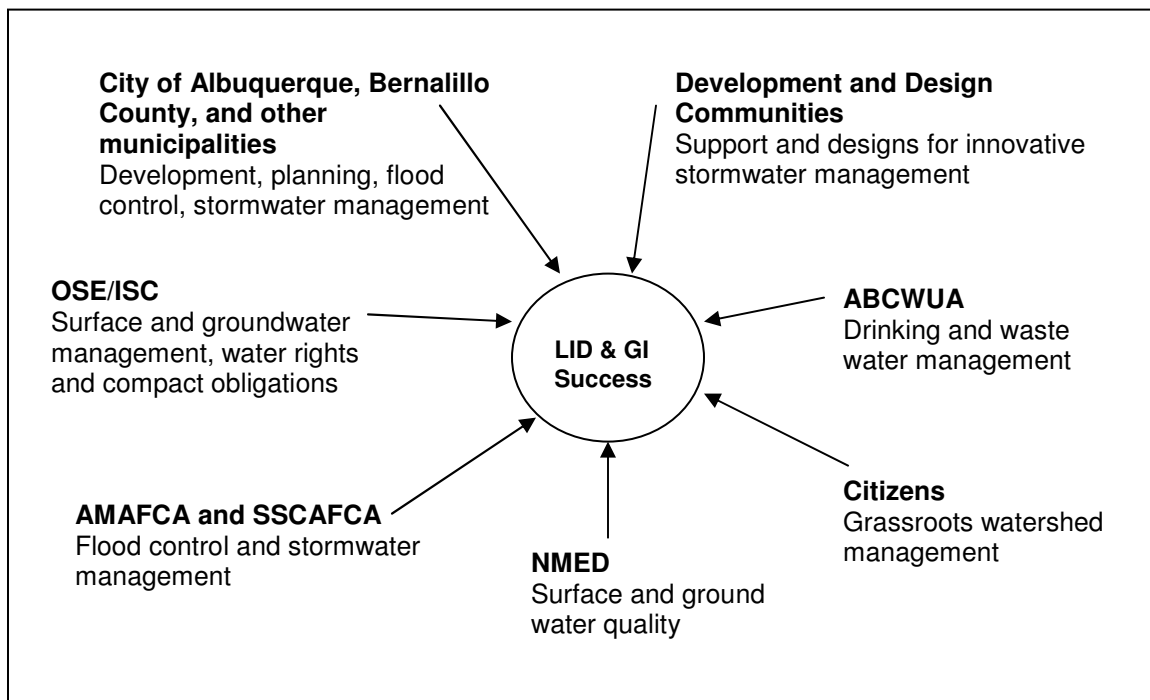 City of Albuquerque, Bernalillo
County, and other
municipalities
Development, planning, flood
control, stormwater management
Development and Design
Communities
Support and designs for innovative
stormwater management
OSE/ISC
Surface and groundwater
management, water rights
and compact obligations
LID & GI
Success
ABCWUA
Drinking and waste
water management
AMAFCA and SSCAFCA
Flood control and stormwater
management
NMED
Surface and ground
water quality
Citizens
Grassroots watershed
management